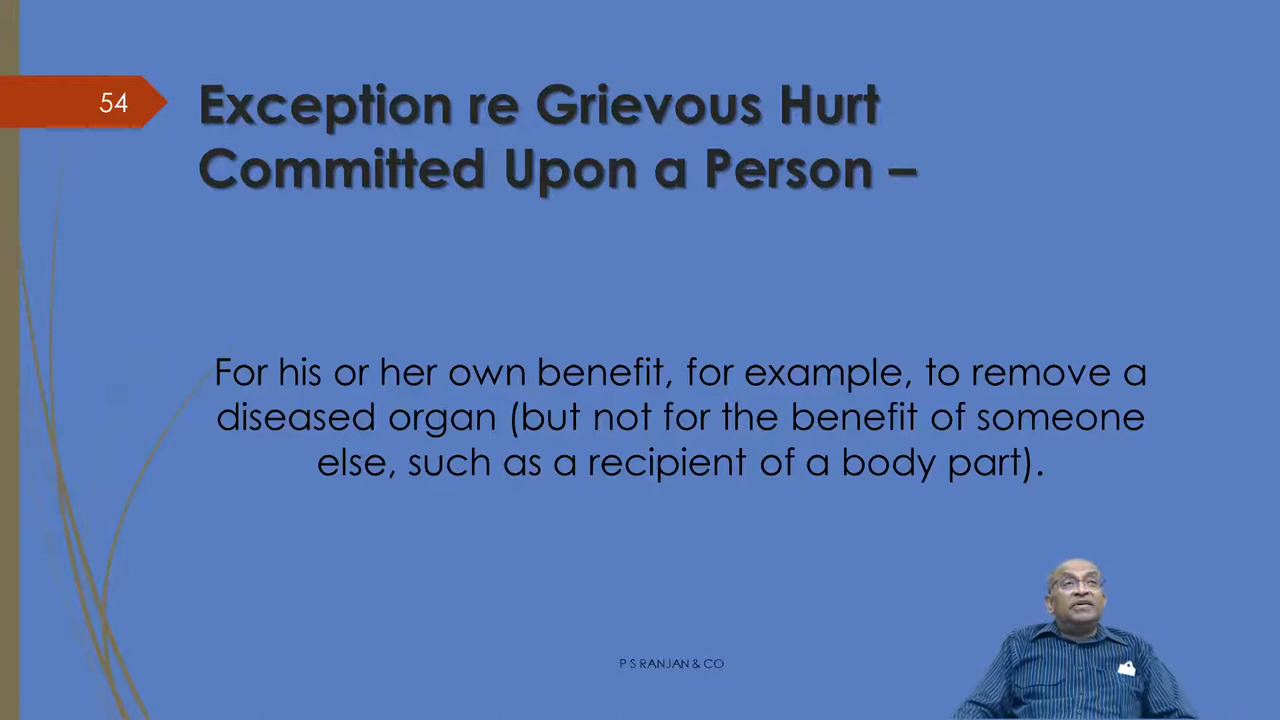 54
Exception re Grievous Hurt
Committed Upon a Person –
For his or her own benefit, for example, to remove a
diseased organ (but not for the benefit of someone
else, such as a recipient of a body part).
P S RANJAN & CO